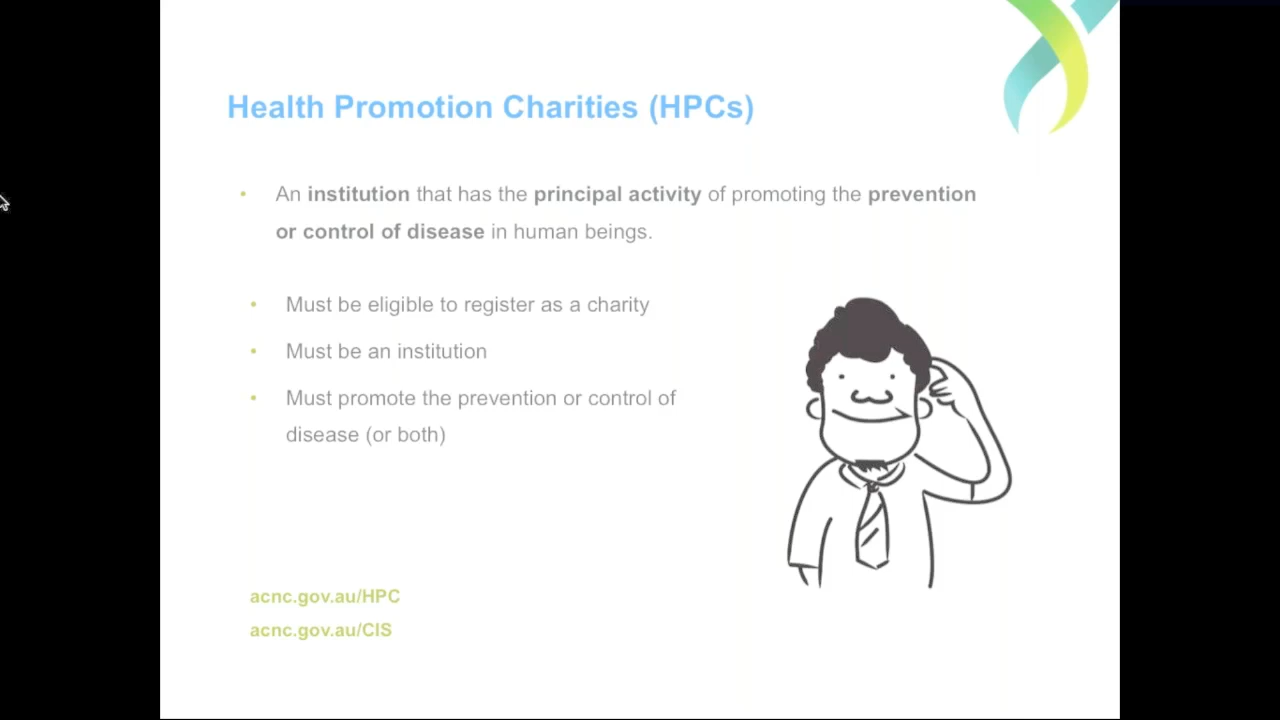 Health Promotion Charities (HPCs)
• An institution that has the principal activity of promoting the prevention
or control of disease in human beings.
• Must be eligible to register as a charity
• Must be an institution
• Must promote the prevention or control of
disease (or both)
acnc.gov.au/HPC
acnc.gov.au/CIS